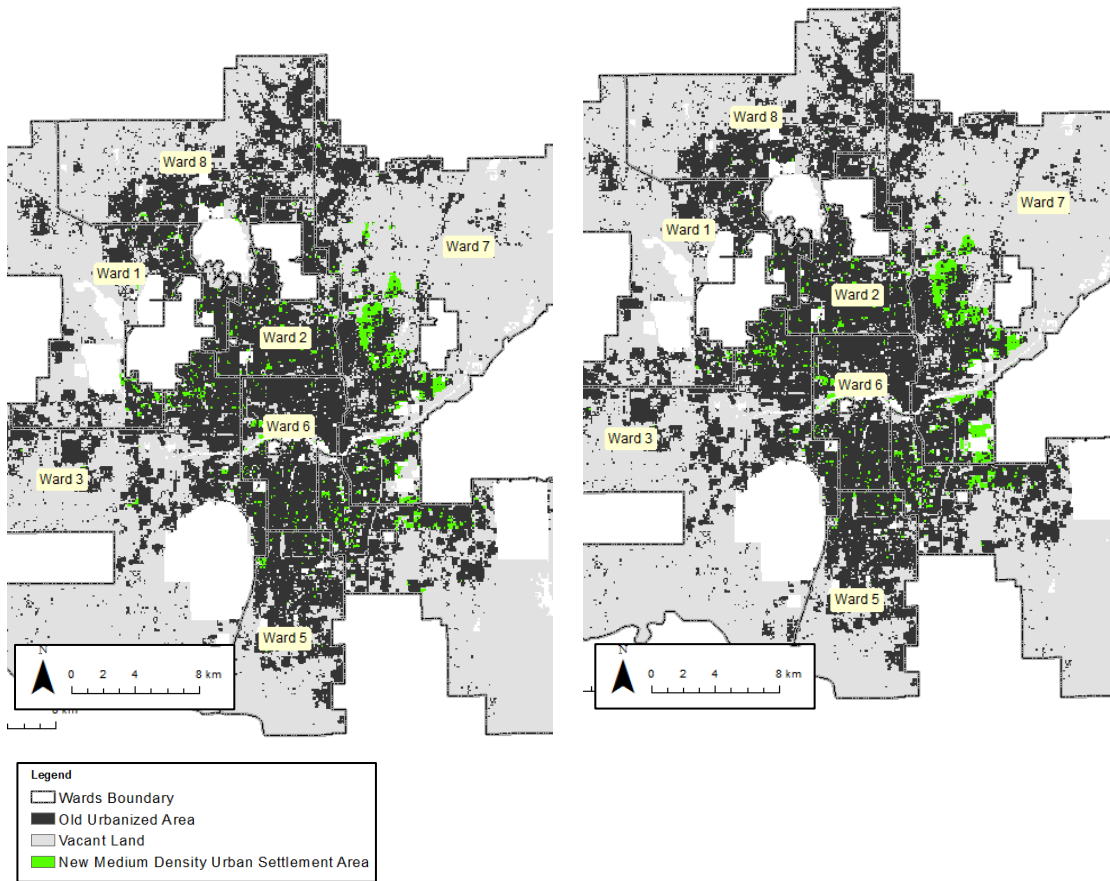 Ward 8
Ward 7
Ward 1
Ward 2
Ward 6
Ward 3
Ward 5
N
0 2 4 8 km
Ward 8
Ward 7
Ward 1
Ward 2
Ward 6
Ward 3
Ward 5
N
0 2 4 8 km
Legend
Wards Boundary
Old Urbanized Area
Vacant Land
New Medium Density Urban Settlement Area